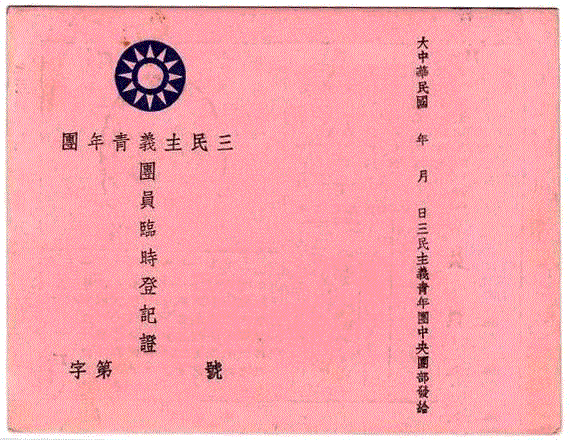 三民主義青年團
團員臨時登記證
字第 號
大中華民國 年 月 日三民主義青年團中央團部發給